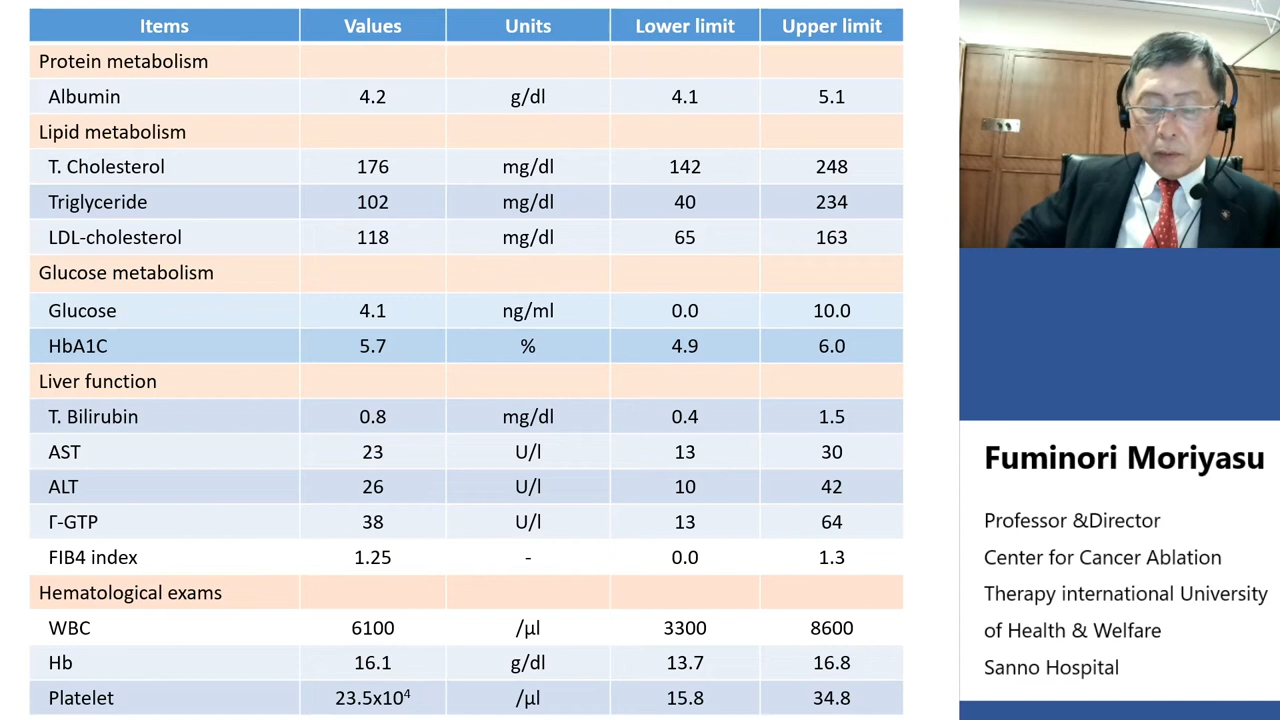 Items Values Units Lower limit Upper limit
Protein metabolism
Albumin 4.2 g/dl 4.1 5.1
Lipid metabolism
T. Cholesterol 176 mg/dl 142 248
Triglyceride 102 mg/dl 40 234
LDL-cholesterol 118 mg/dl 65 163
Glucose metabolism
Glucose 4.1 ng/ml 0.0 10.0
HbA1C 5.7 % 4.9 6.0
Liver function
T. Bilirubin 0.8 mg/dl 0.4 1.5
AST 23 U/l 13 30
ALT 26 U/l 10 42
Γ-GTP 38 U/l 13 64
FIB4 index 1.25 - 0.0 1.3
Hematological exams
WBC 6100 /μl 3300 8600
Hb 16.1 g/dl 13.7 16.8
Platelet 23.5x10⁴ /μl 15.8 34.8
Fuminori Moriyasu
Professor &Director
Center for Cancer Ablation
Therapy international University
of Health & Welfare
Sanno Hospital